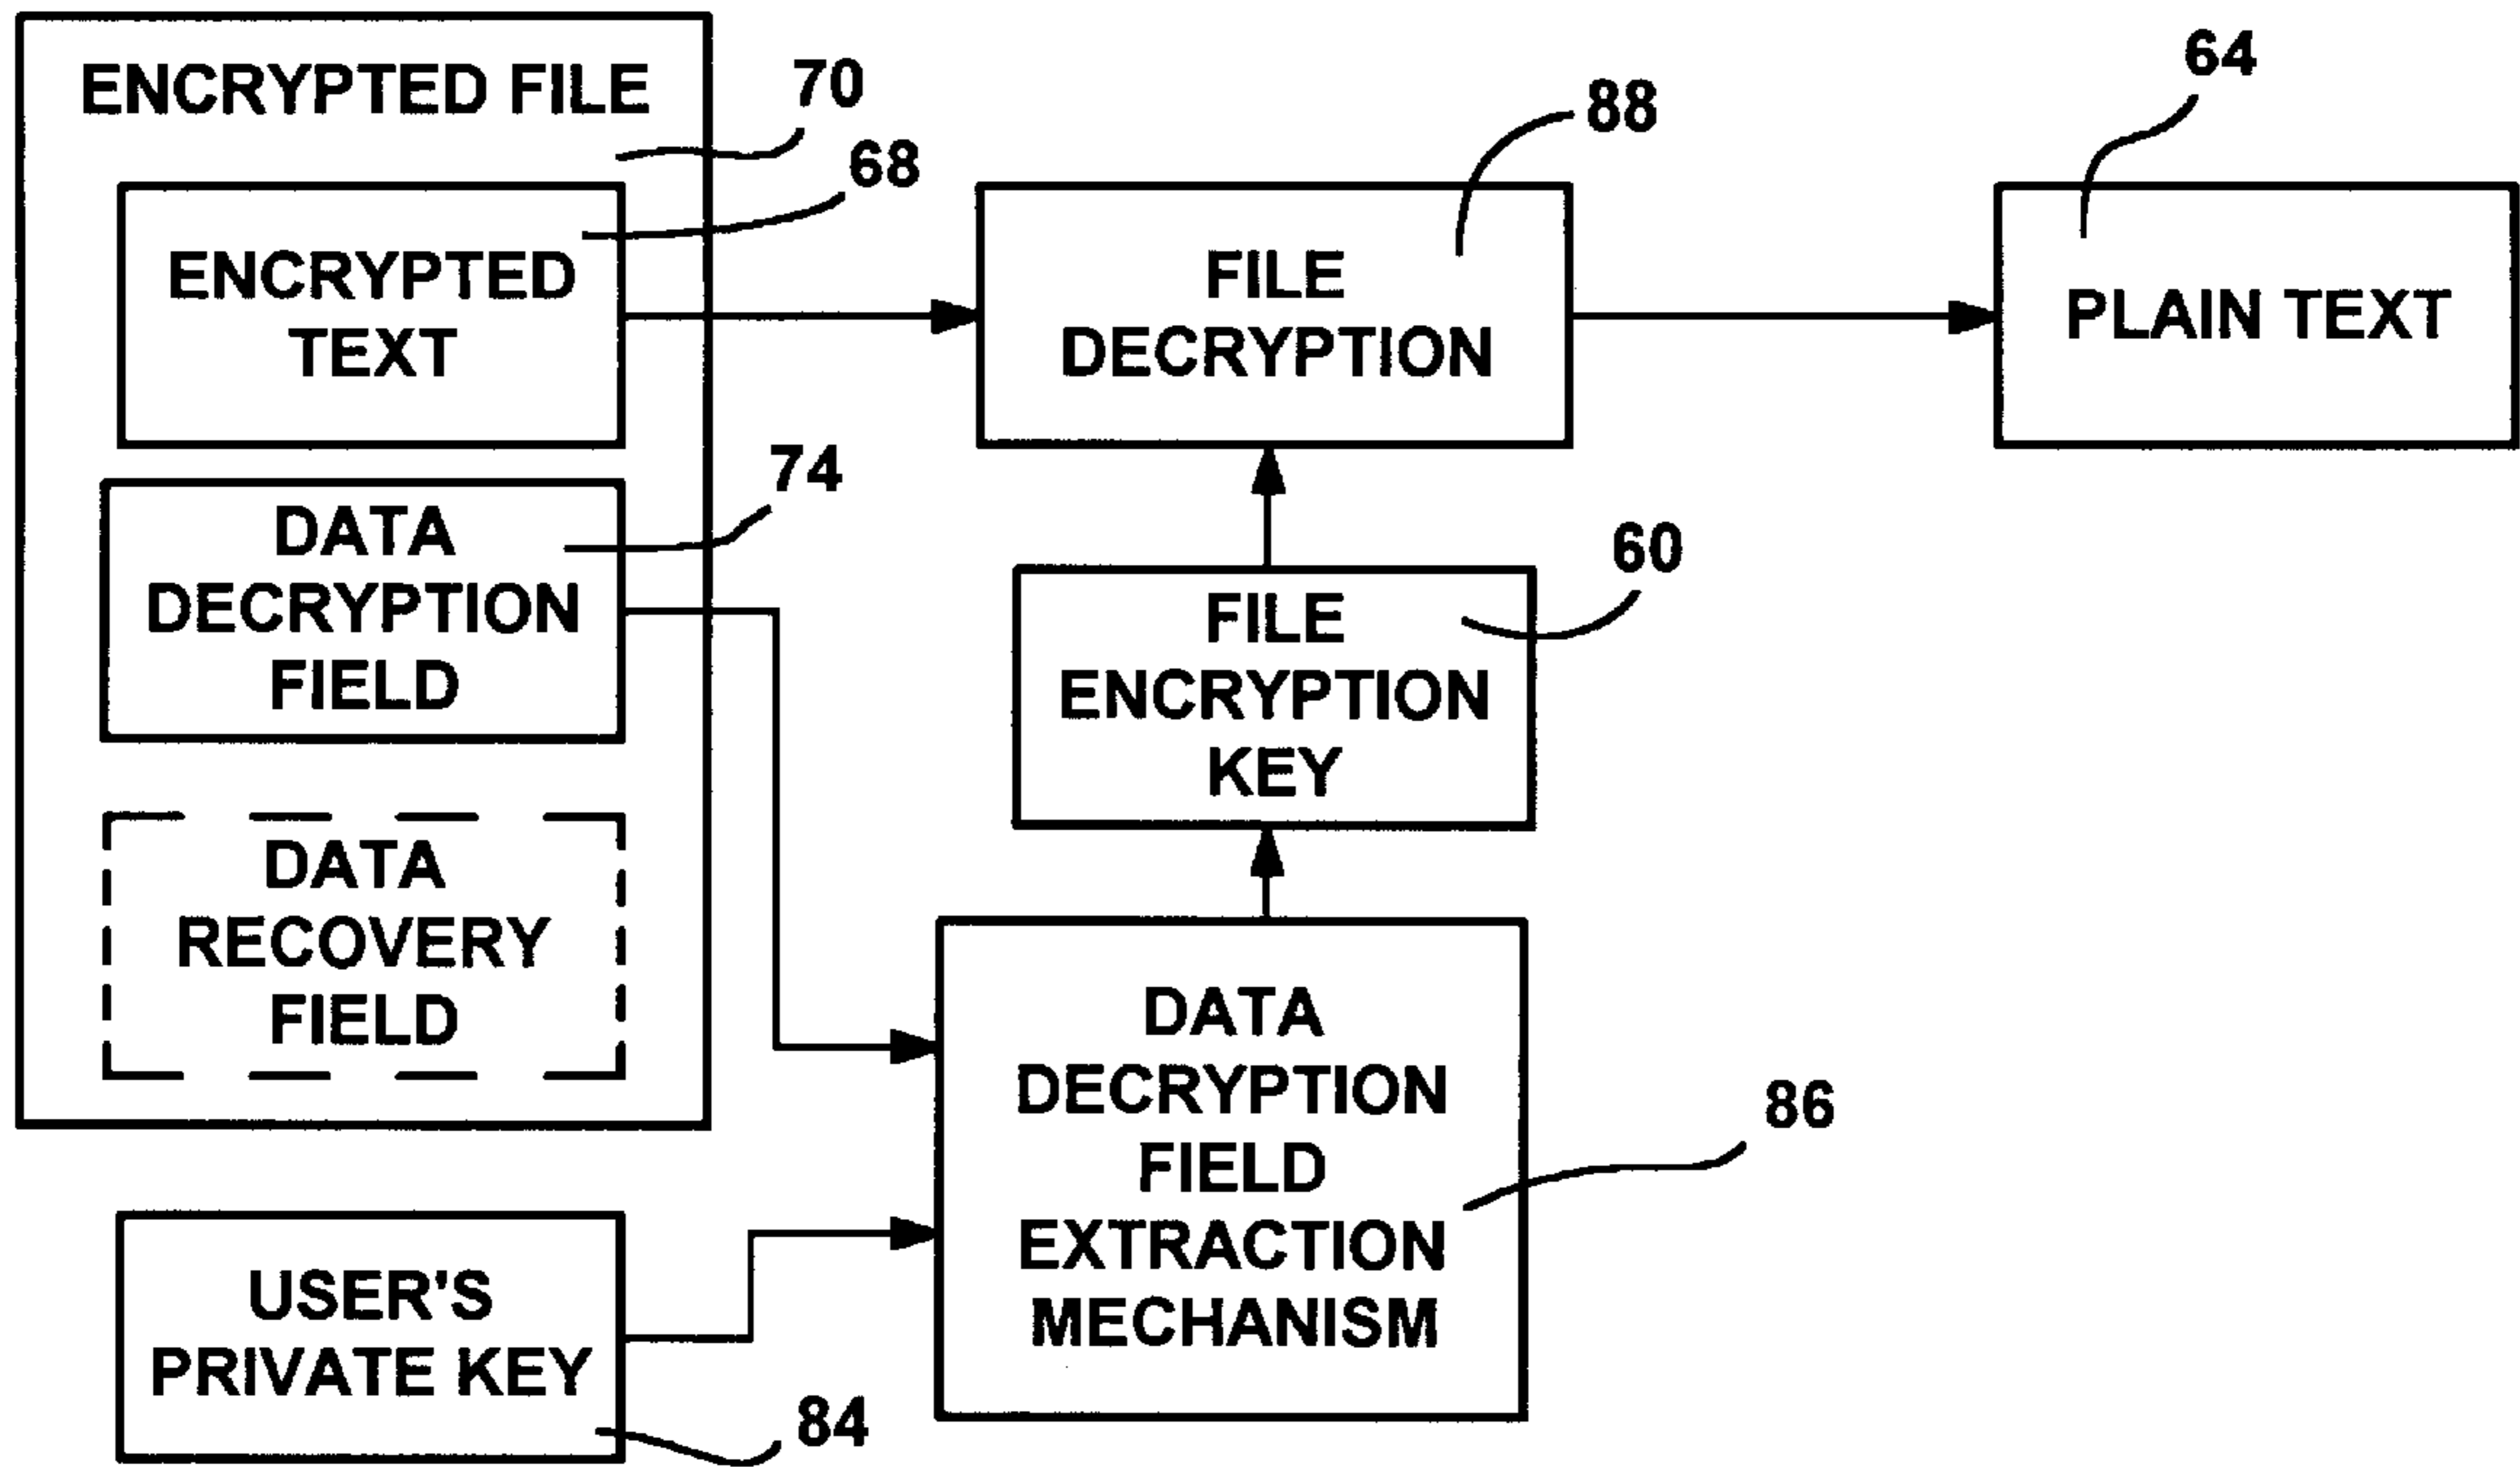 ENCRYPTED FILE
70
68
ENCRYPTED
TEXT
74
DATA
DECRYPTION
FIELD
DATA
RECOVERY
FIELD
USER'S
PRIVATE KEY
84
88
FILE
DECRYPTION
64
PLAIN TEXT
60
FILE
ENCRYPTION
KEY
DATA
DECRYPTION
FIELD
EXTRACTION
MECHANISM
86